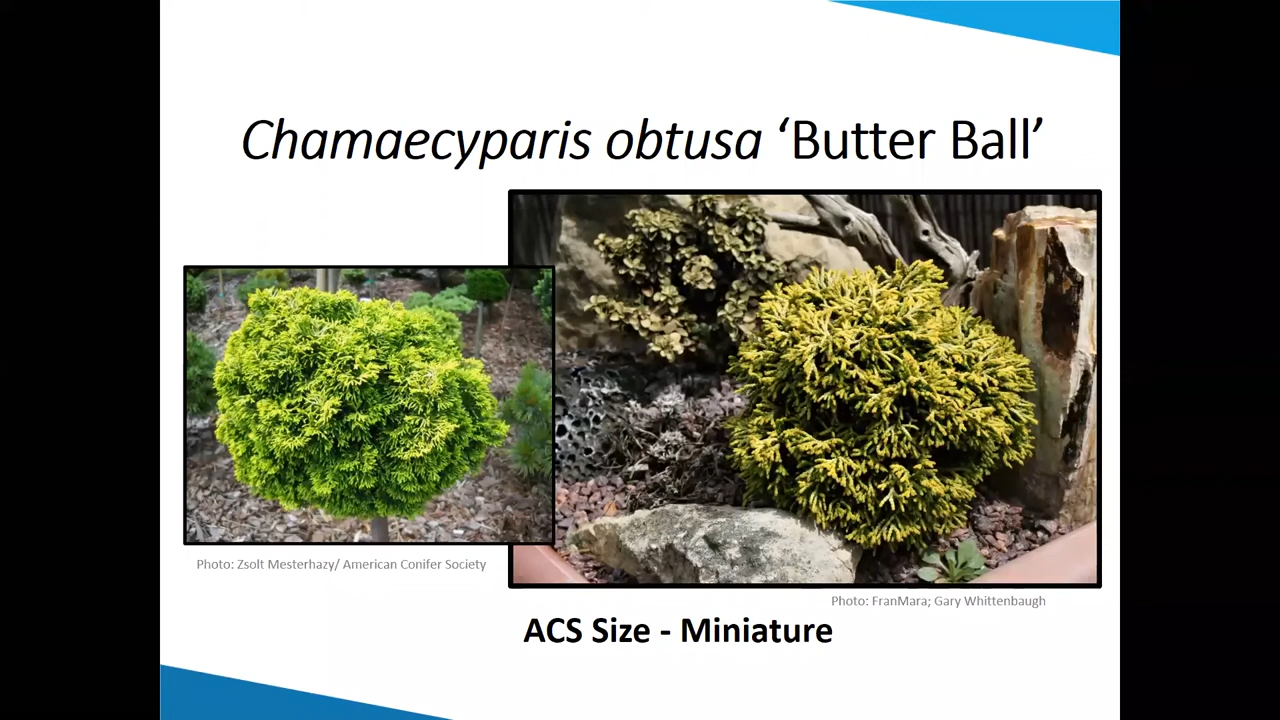 Chamaecyparis obtusa ‘Butter Ball’
Photo: Zsolt Mesterhazy/ American Conifer Society
Photo: FranMara; Gary Whittenbaugh
ACS Size - Miniature